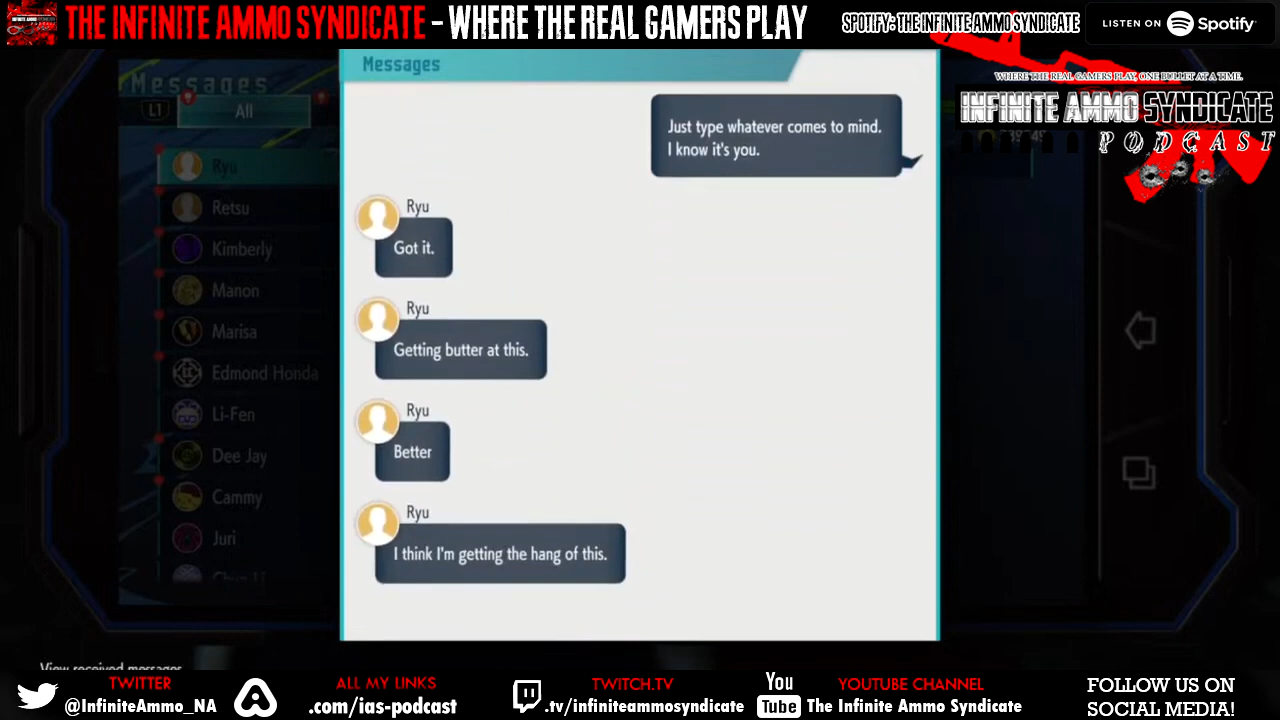 THE INFINITE AMMO SYNDICATE - WHERE THE REAL GAMERS PLAY
SPOTIFY: THE INFINITE AMMO SYNDICATE
LISTEN ON Spotify
WHERE THE REAL GAMERS PLAY, ONE BULLET AT A TIME.
INFINITE AMMO SYNDICATE
PODCAST
Messages
L1
All
Ryu
Retsu
Kimberly
Manon
Marisa
Edmond Honda
Li-Fen
Dee Jay
Cammy
Juri
Chun-Li
Messages
Just type whatever comes to mind.
I know it's you.
Ryu
Got it.
Ryu
Getting butter at this.
Ryu
Better
Ryu
I think I'm getting the hang of this.
View received messages
TWITTER
@InfiniteAmmo_NA
ALL MY LINKS
.com/ias-podcast
TWITCH.TV
.tv/infiniteammosyndicate
You
Tube
YOUTUBE CHANNEL
The Infinite Ammo Syndicate
FOLLOW US ON
SOCIAL MEDIA!